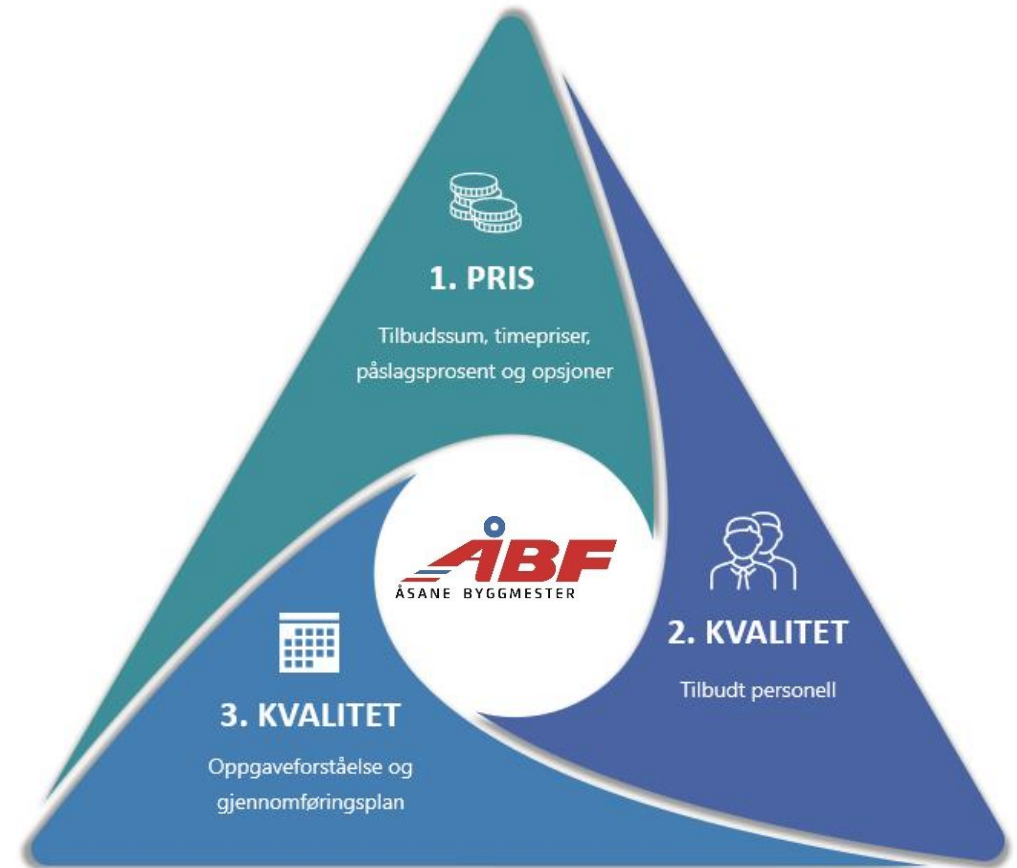 1. PRIS
Tilbudssum, timepriser,
påslagsprosent og opsjoner
ÅBF
ÅSANE BYGGMESTER
2. KVALITET
Tilbudt personell
3. KVALITET
Oppgaveforståelse og
gjennomføringsplan